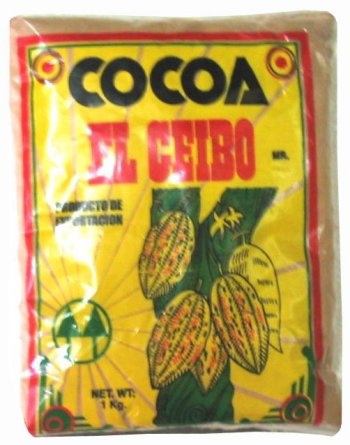 COCOA
EL CEIBO
MR.
PRODUCTO DE
EXPORTACION
NET. WT:
1 Kg.